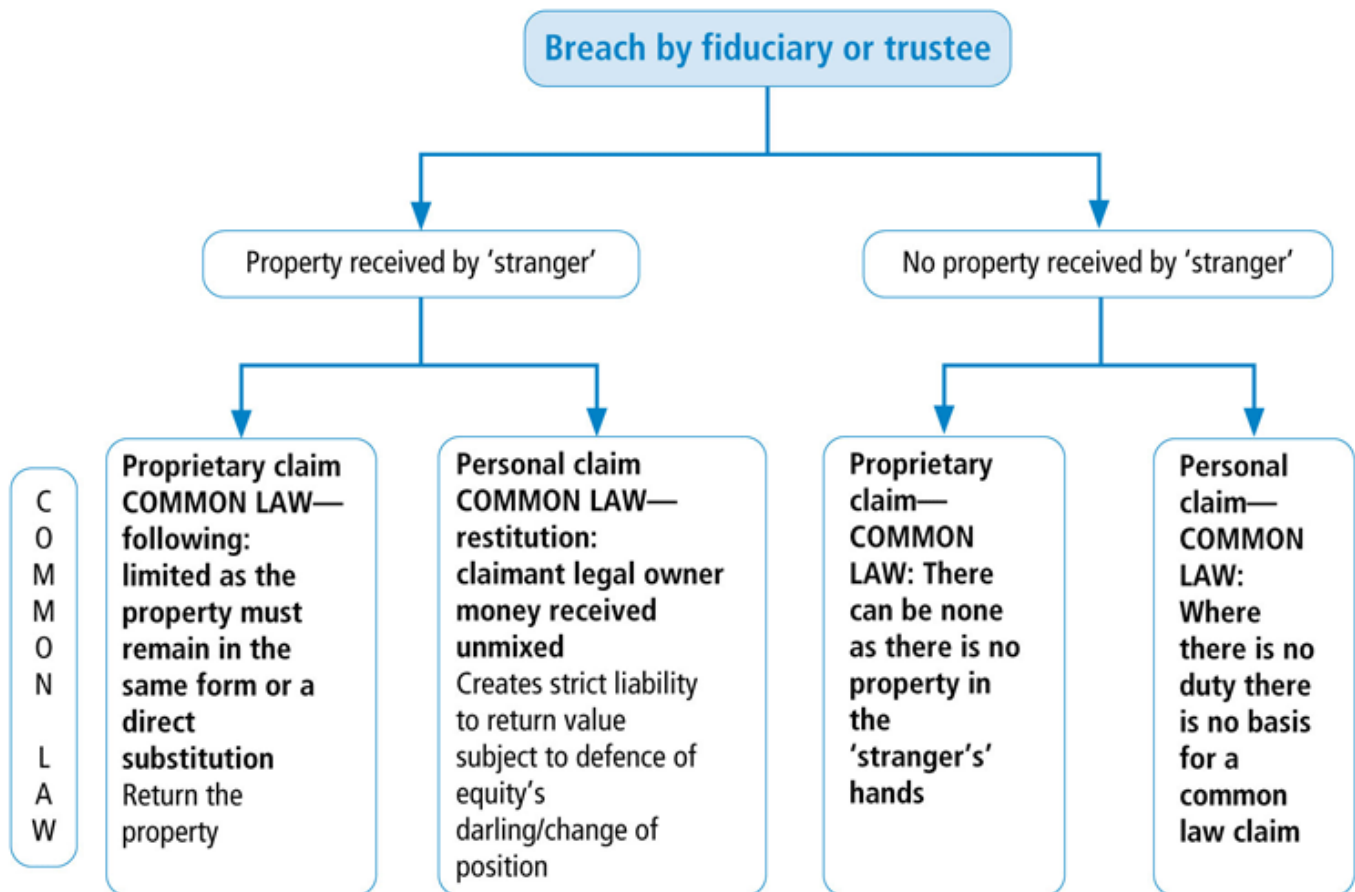 Breach by fiduciary or trustee
Property received by ‘stranger’
No property received by ‘stranger’
C
O
M
M
O
N
L
A
W
Proprietary claim
COMMON LAW—
following:
limited as the
property must
remain in the
same form or a
direct
substitution
Return the
property
Personal claim
COMMON LAW—
restitution:
claimant legal owner
money received
unmixed
Creates strict liability
to return value
subject to defence of
equity’s
darling/change of
position
Proprietary
claim—
COMMON
LAW: There
can be none
as there is no
property in
the
‘stranger’s’
hands
Personal
claim—
COMMON
LAW:
Where
there is no
duty there
is no basis
for a
common
law claim